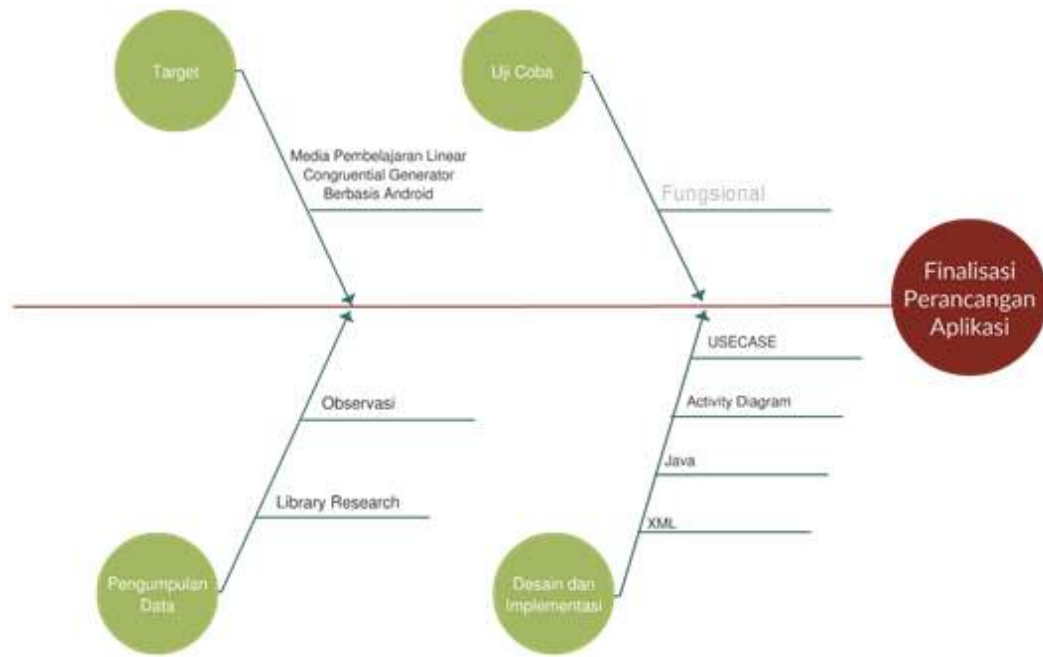 Target
Uji Coba
Media Pembelajaran Linear
Congruential Generator
Berbasis Android
Fungsional
Finalisasi
Perancangan
Aplikasi
USECASE
Activity Diagram
Java
XML
Observasi
Library Research
Pengumpulan
Data
Desain dan
Implementasi